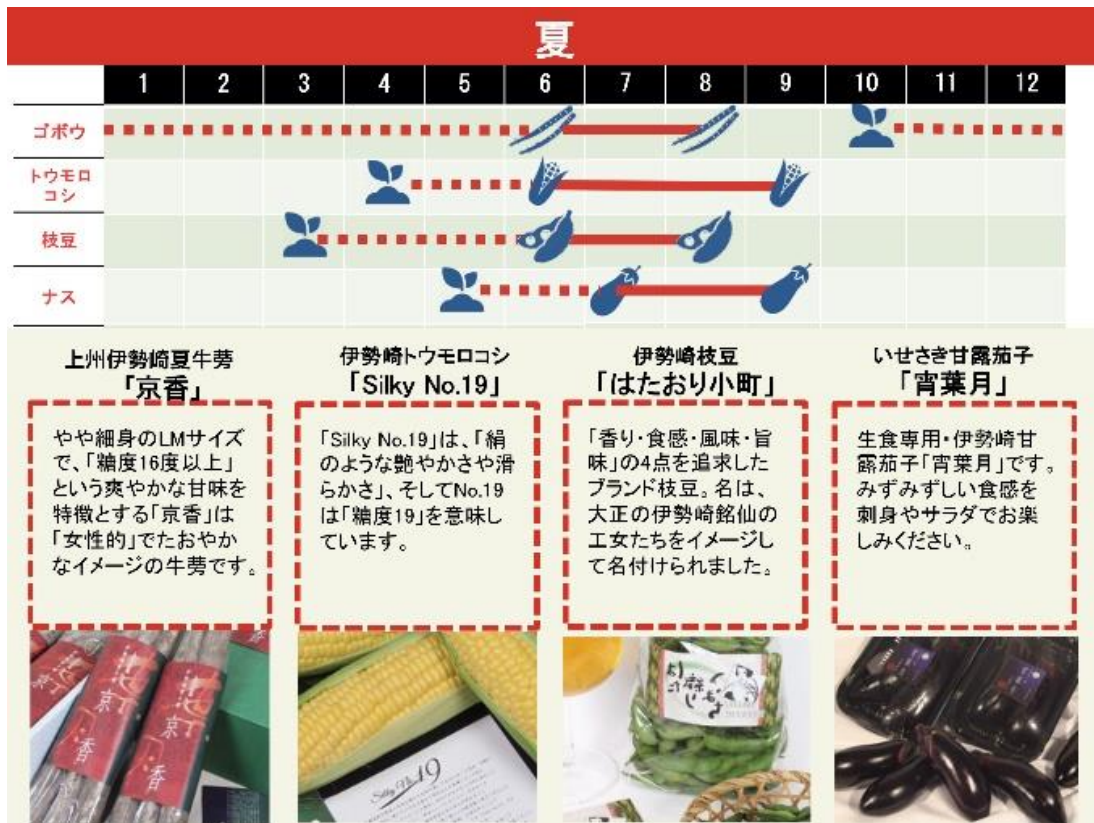 夏
1 2 3 4 5 6 7 8 9 10 11 12
ゴボウ
トウモロ
コシ
枝豆
ナス
上州伊勢崎夏牛蒡
「京香」
やや細身のLMサイズ
で、「糖度16度以上」
という爽やかな甘味を
特徴とする「京香」は
「女性的」でたおやか
なイメージの牛蒡です。
伊勢崎トウモロコシ
「Silky No.19」
「Silky No.19」は、「絹
のような艶やかさや滑
らかさ」、そしてNo.19
は「糖度19」を意味し
ています。
伊勢崎枝豆
「はたおり小町」
「香り・食感・風味・旨
味」の4点を追求した
ブランド枝豆。名は、
大正の伊勢崎銘仙の
工女たちをイメージし
て名付けられました。
いせさき甘露茄子
「宵葉月」
生食専用・伊勢崎甘
露茄子「宵葉月」です。
みずみずしい食感を
刺身やサラダでお楽
しみください。
京香
京香
Silky No.19